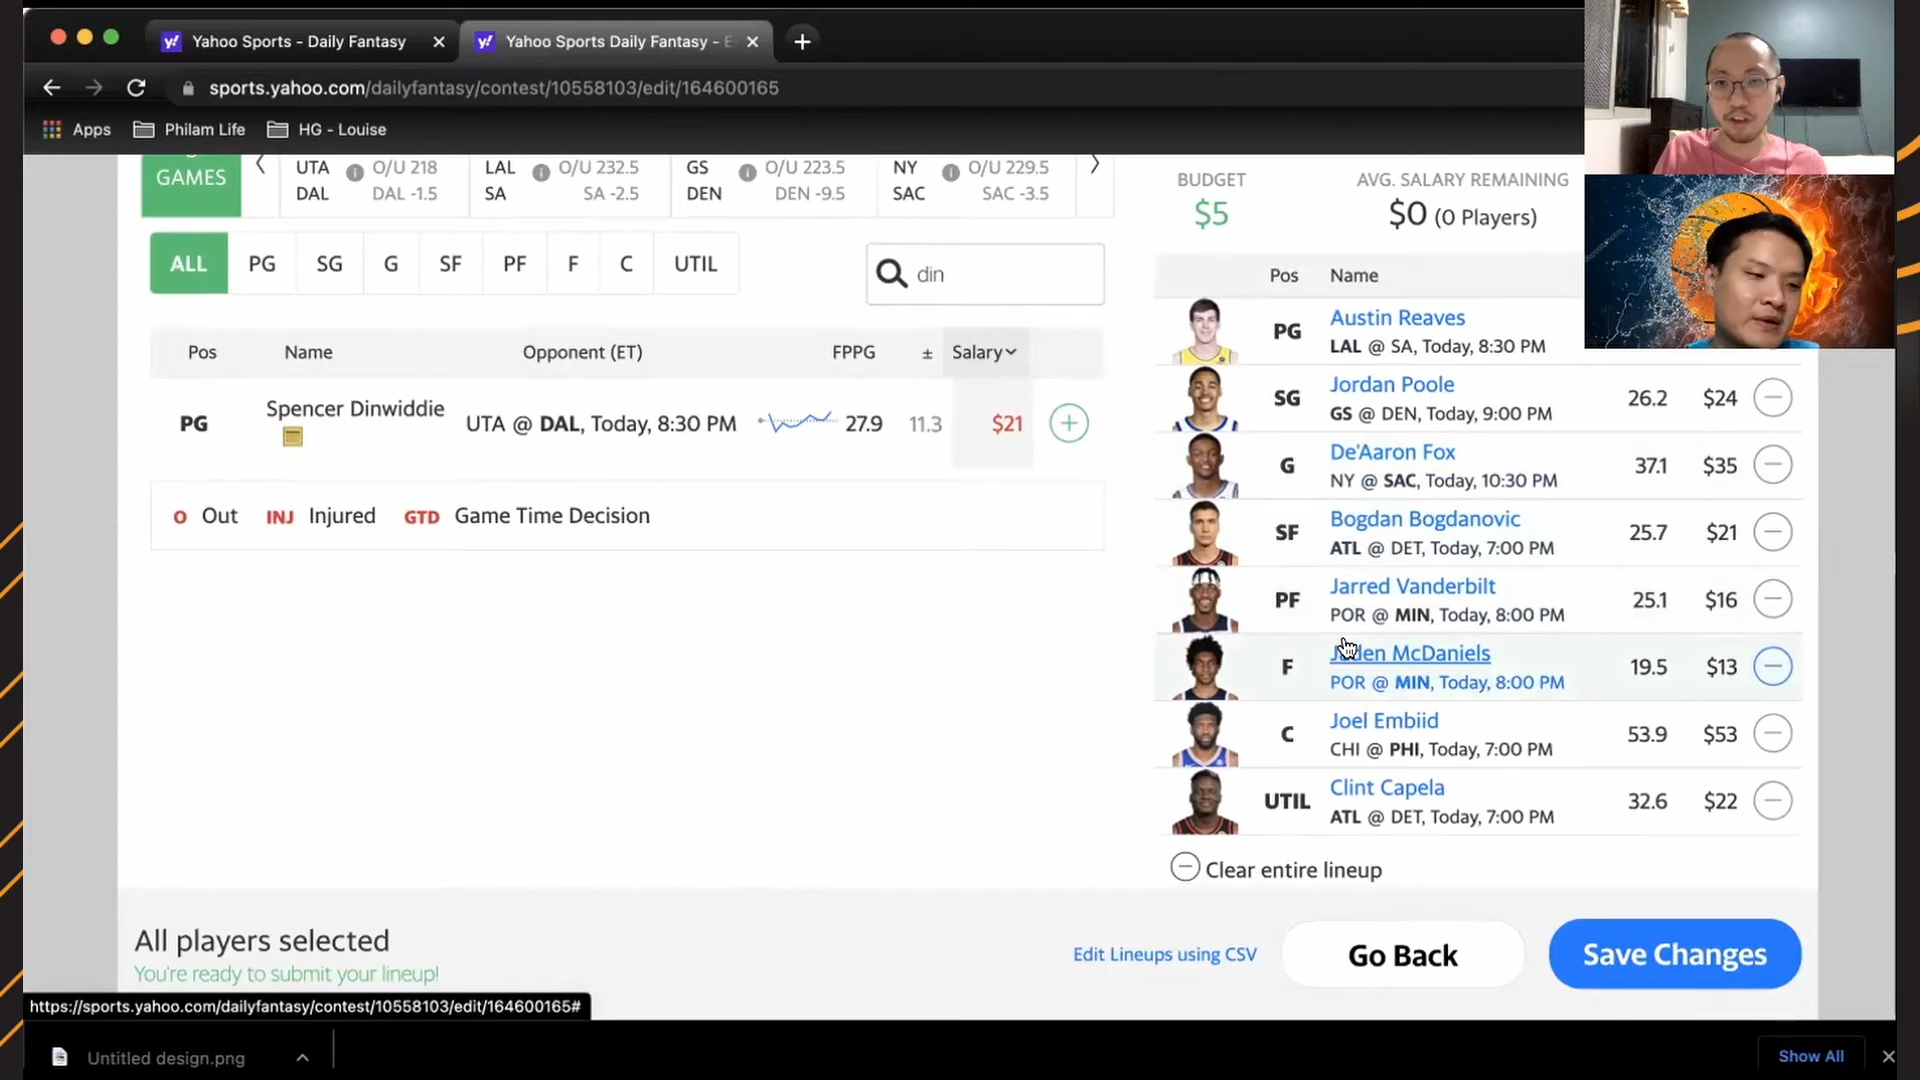 Yahoo Sports - Daily Fantasy
Yahoo Sports Daily Fantasy - E
sports.yahoo.com/dailyfantasy/contest/10558103/edit/164600165
Apps
Philam Life
HG - Louise
GAMES
UTA O/U 218
DAL DAL -1.5
LAL O/U 232.5
SA SA -2.5
GS O/U 223.5
DEN DEN -9.5
NY O/U 229.5
SAC SAC -3.5
ALL PG SG G SF PF F C UTIL
din
Pos Name Opponent (ET) FPPG ± Salary
PG Spencer Dinwiddie UTA @ DAL, Today, 8:30 PM 27.9 11.3 $21
O Out INJ Injured GTD Game Time Decision
BUDGET
$5
AVG. SALARY REMAINING
$0 (0 Players)
Pos Name
PG Austin Reaves
LAL @ SA, Today, 8:30 PM
SG Jordan Poole
GS @ DEN, Today, 9:00 PM
26.2 $24
G De'Aaron Fox
NY @ SAC, Today, 10:30 PM
37.1 $35
SF Bogdan Bogdanovic
ATL @ DET, Today, 7:00 PM
25.7 $21
PF Jarred Vanderbilt
POR @ MIN, Today, 8:00 PM
25.1 $16
F Jaden McDaniels
POR @ MIN, Today, 8:00 PM
19.5 $13
C Joel Embiid
CHI @ PHI, Today, 7:00 PM
53.9 $53
UTIL Clint Capela
ATL @ DET, Today, 7:00 PM
32.6 $22
Clear entire lineup
All players selected
You're ready to submit your lineup!
Edit Lineups using CSV
Go Back
Save Changes
https://sports.yahoo.com/dailyfantasy/contest/10558103/edit/164600165#
Untitled design.png
Show All